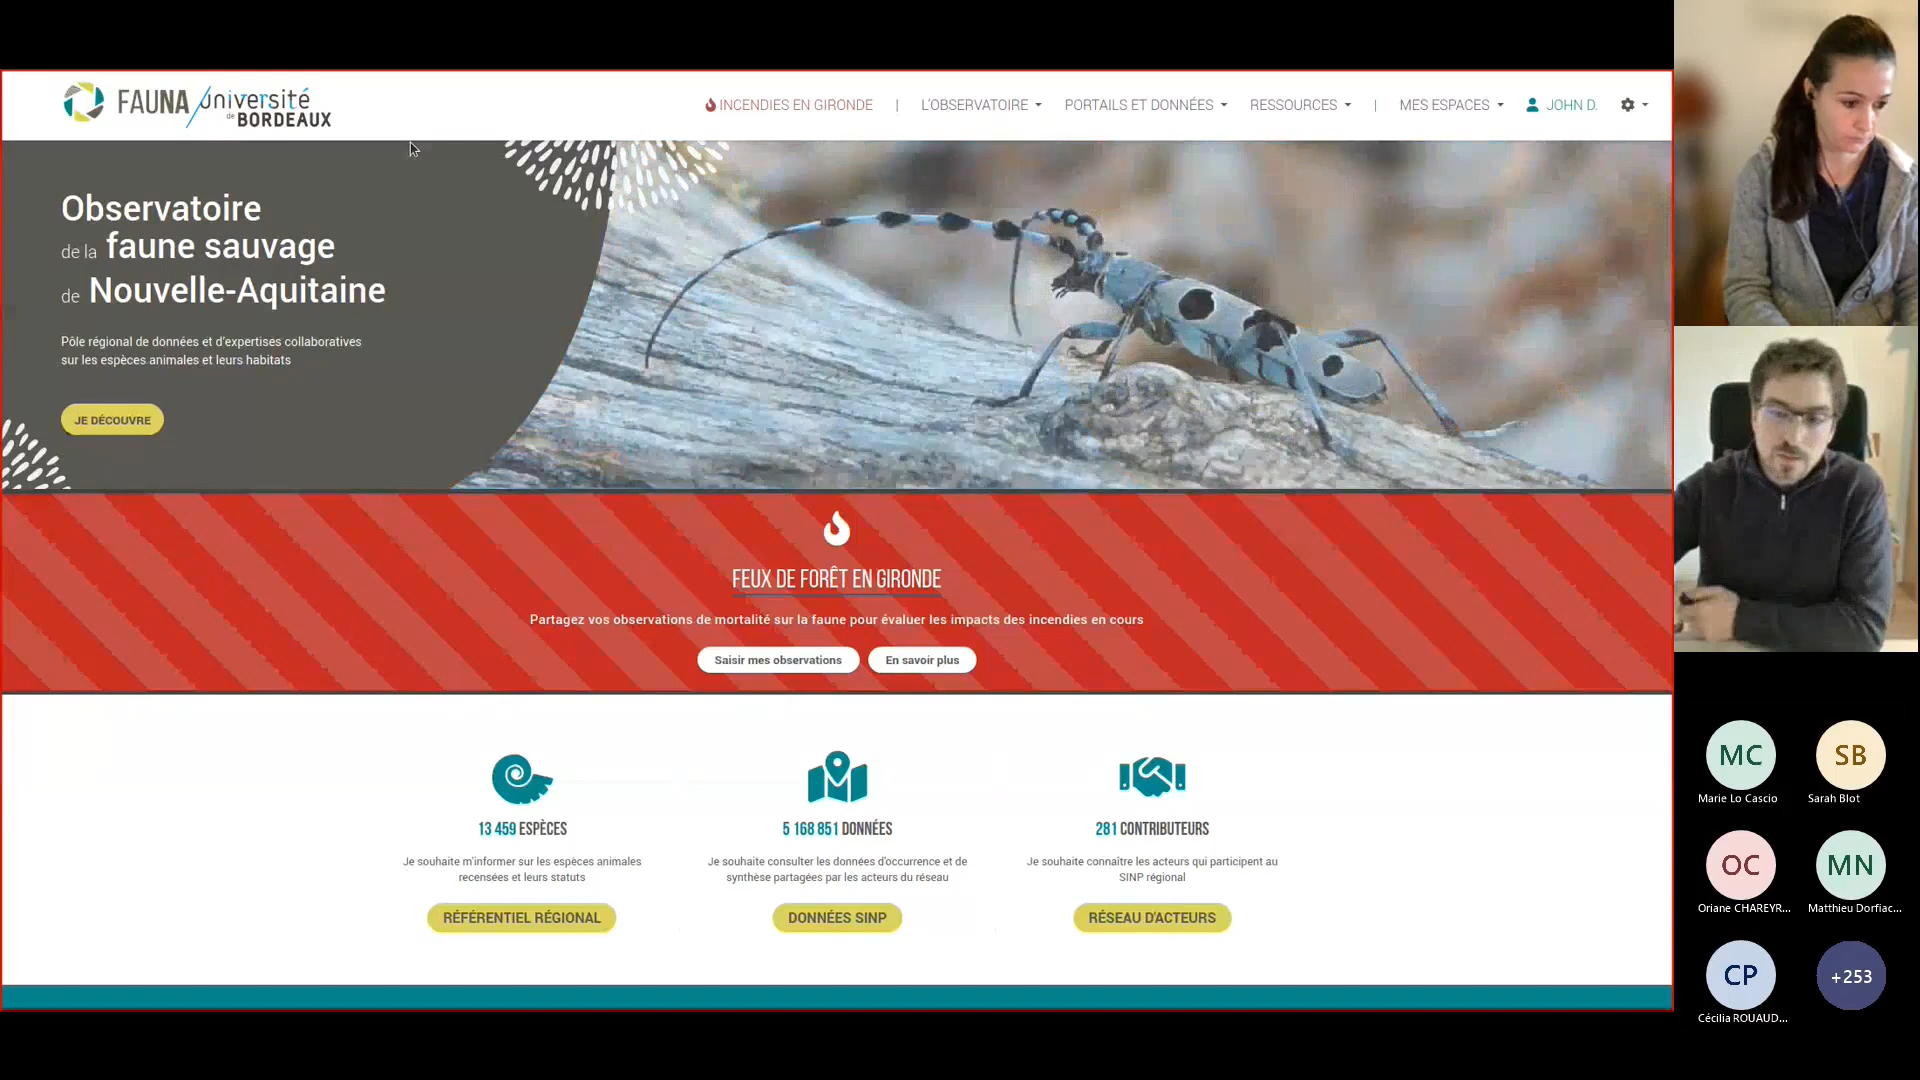 FAUNA Université de BORDEAUX
INCENDIES EN GIRONDE | L'OBSERVATOIRE PORTAILS ET DONNÉES RESSOURCES | MES ESPACES JOHN D.
Observatoire
de la faune sauvage
de Nouvelle-Aquitaine
Pôle régional de données et d'expertises collaboratives
sur les espèces animales et leurs habitats
JE DÉCOUVRE
FEUX DE FORÊT EN GIRONDE
Partagez vos observations de mortalité sur la faune pour évaluer les impacts des incendies en cours
Saisir mes observations En savoir plus
13 459 ESPÈCES
Je souhaite m'informer sur les espèces animales
recensées et leurs statuts
RÉFÉRENTIEL RÉGIONAL
5 168 851 DONNÉES
Je souhaite consulter les données d'occurrence et de
synthèse partagées par les acteurs du réseau
DONNÉES SINP
281 CONTRIBUTEURS
Je souhaite connaître les acteurs qui participent au
SINP régional
RÉSEAU D'ACTEURS
MC
Marie Lo Cascio
SB
Sarah Blot
OC
Oriane CHAREYR...
MN
Matthieu Dorfiac...
CP
Cécilia ROUAUD...
+253